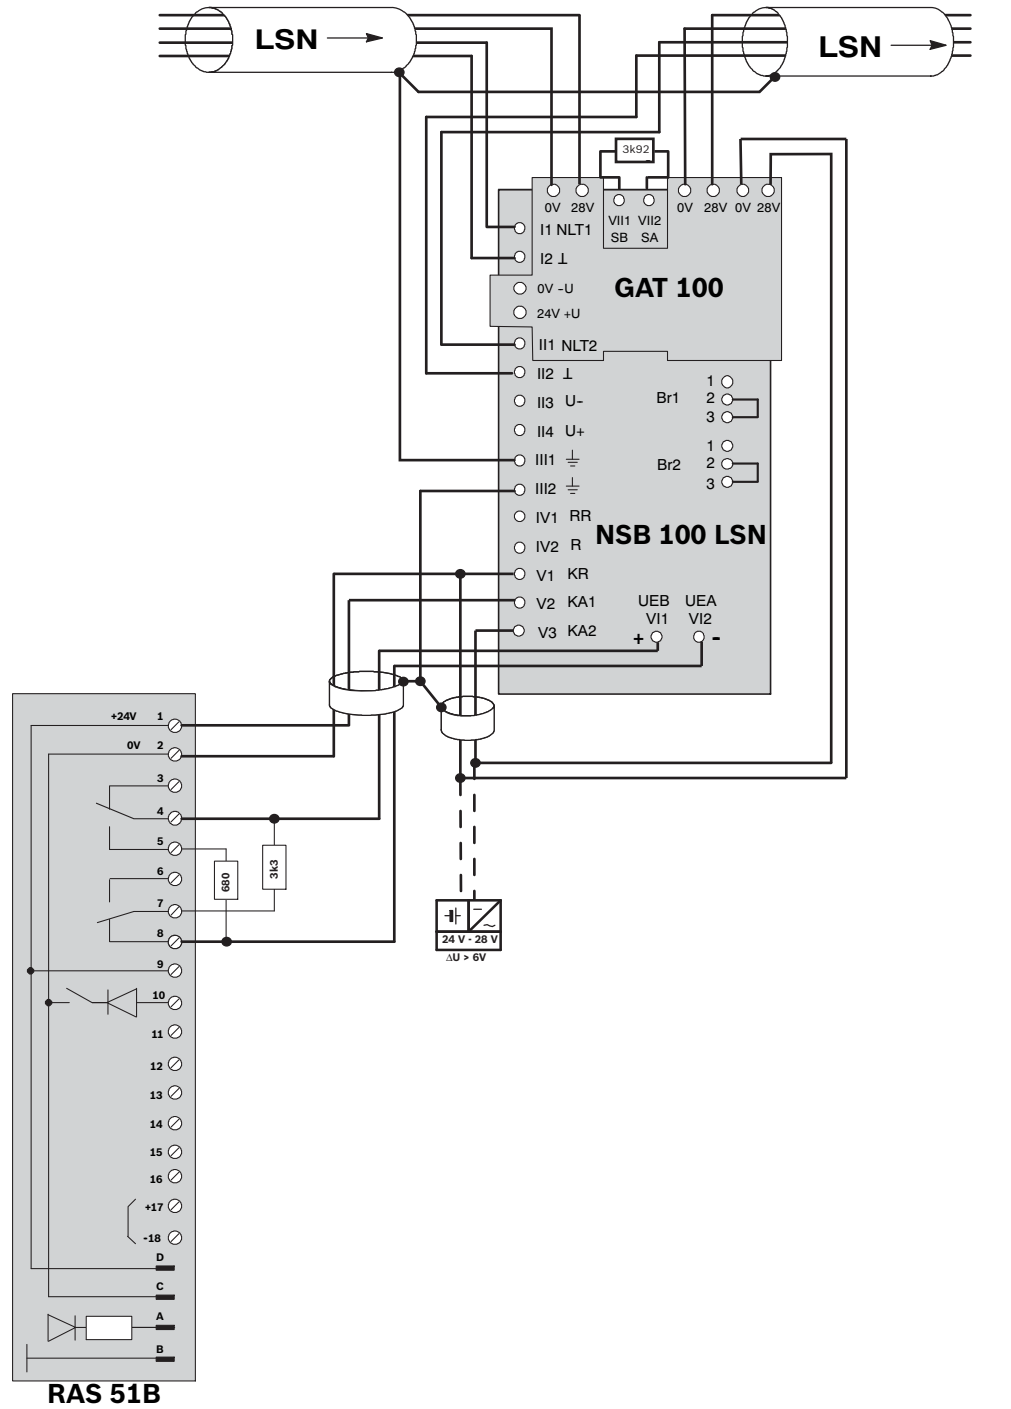 LSN
LSN
3k92
0V 28V
VII1 VII2
SB SA
0V 28V 0V 28V
I1 NLT1
I2 ⊥
0V -U
24V +U
GAT 100
II1 NLT2
II2 ⊥
II3 U-
II4 U+
III1
III2
IV1 RR
IV2 R
V1 KR
V2 KA1
V3 KA2
Br1
1
2
3
Br2
1
2
3
NSB 100 LSN
UEB UEA
VI1 VI2
+ -
+24V 1
0V 2
3
4
5
6
7
8
9
10
11
12
13
14
15
16
+17
-18
D
C
A
B
680
3k3
24 V - 28 V
ΔU > 6V
RAS 51B